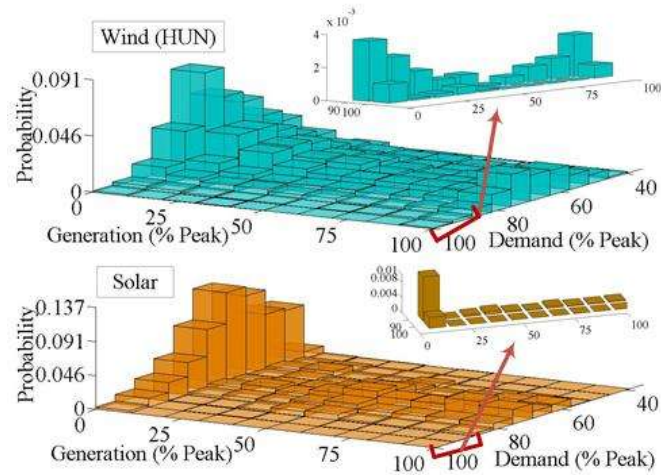 Wind (HUN)
4 × 10⁻³
2
0
90 100
0 25 50 75 100
Probability
0.091
0.046
0
0 25 50 75 100
Generation (% Peak)
100 80 60 40
Demand (% Peak)
Solar
0.01
0.008
0.004
0
90
100
0 25 50 75 100
Probability
0.137
0.091
0.046
0
0 25 50 75 100
Generation (% Peak)
100 80 60 40
Demand (% Peak)